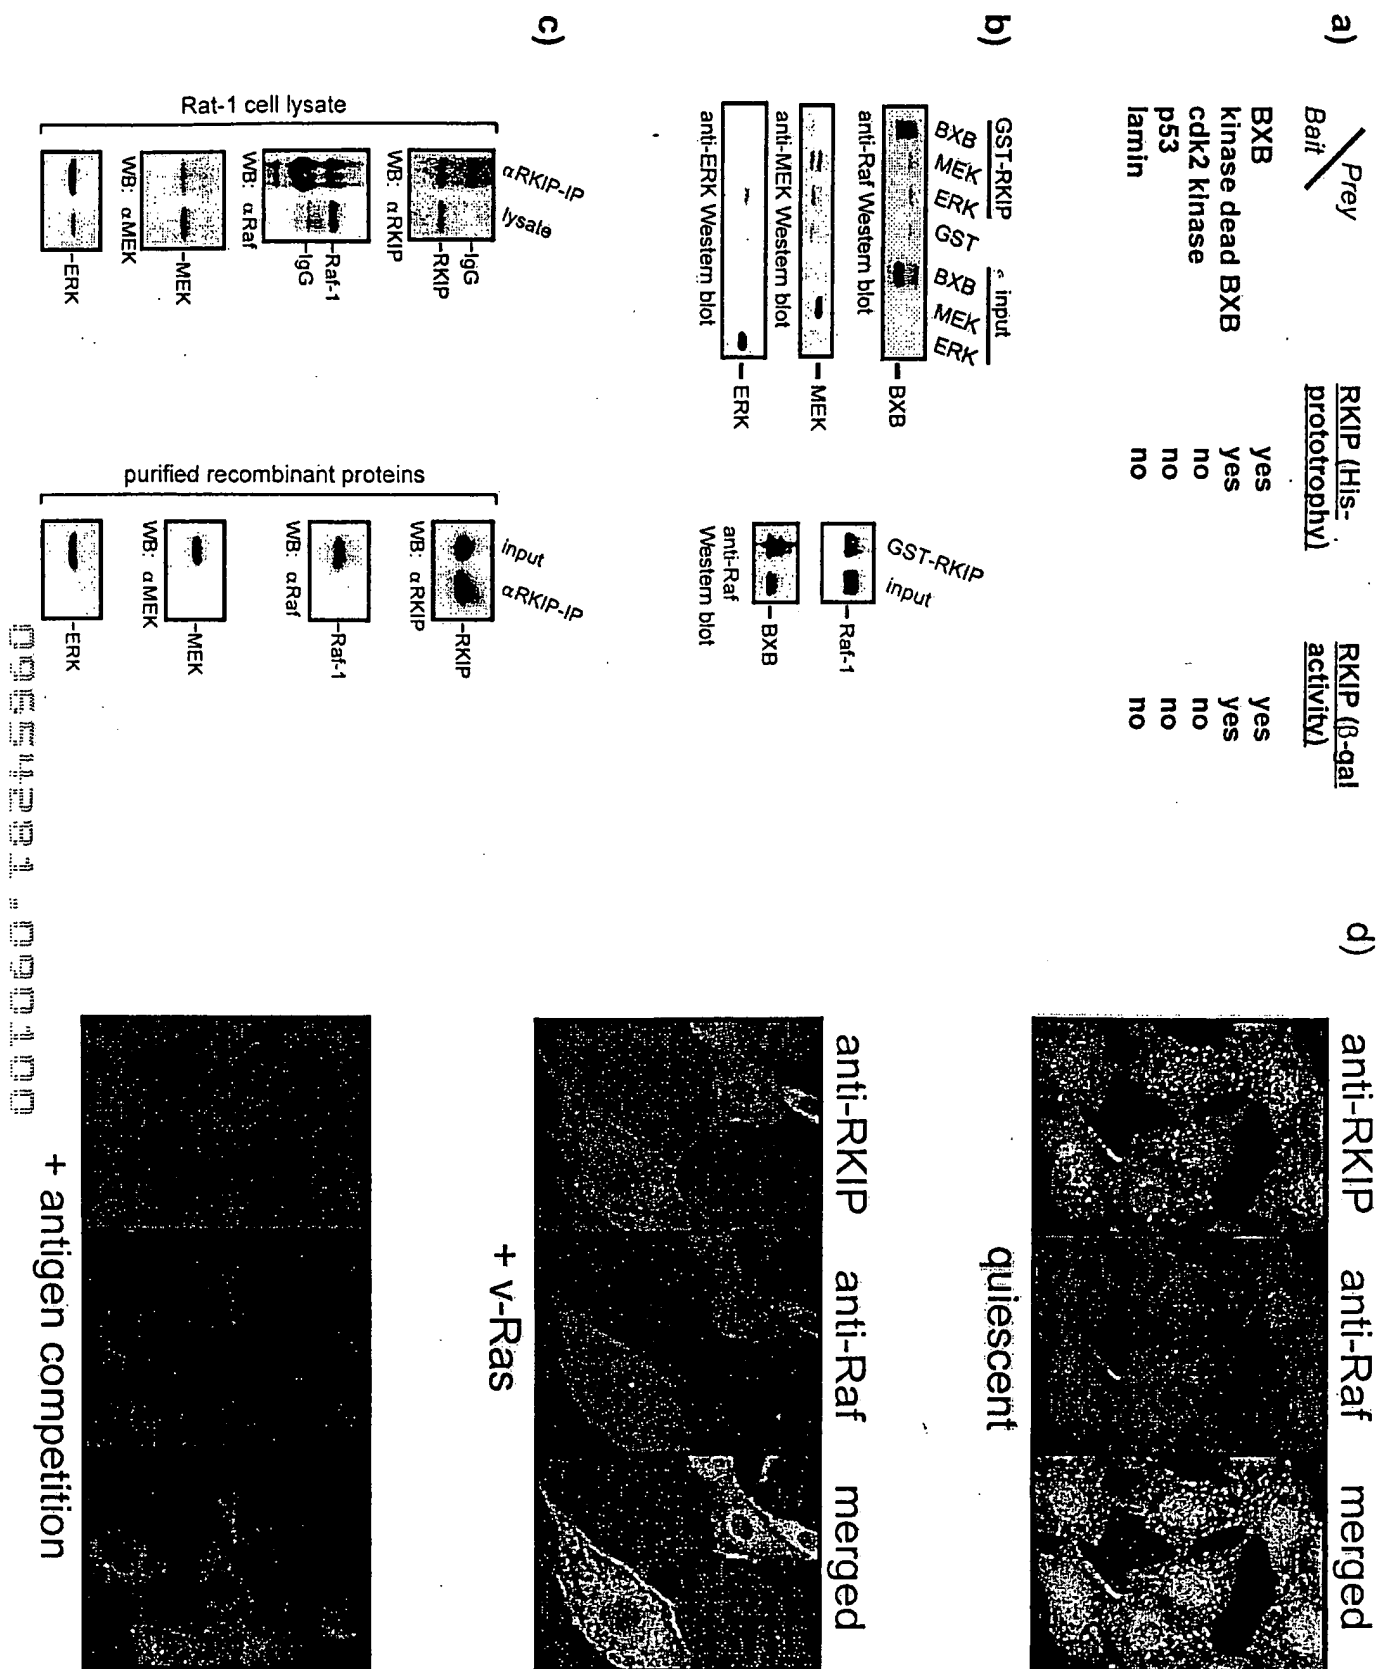 a)
Prey
Bait
RKIP (His-
prototrophy)
RKIP (β-gal
activity)
BXB yes yes
kinase dead BXB yes yes
cdk2 kinase no no
p53 no no
lamin no no
b)
GST-RKIP
input
BXB MEK ERK GST BXB MEK ERK
BXB
anti-Raf Western blot
MEK
anti-MEK Western blot
ERK
anti-ERK Western blot
GST-RKIP
input
Raf-1
BXB
anti-Raf
Western blot
c)
Rat-1 cell lysate
αRKIP-IP
lysate
IgG
RKIP
WB: αRKIP
Raf-1
IgG
WB: αRaf
MEK
WB: αMEK
ERK
purified recombinant proteins
input
αRKIP-IP
RKIP
WB: αRKIP
Raf-1
WB: αRaf
MEK
WB: αMEK
ERK
d)
anti-RKIP anti-Raf merged
quiescent
anti-RKIP anti-Raf merged
+ v-Ras
+ antigen competition
09654281.090100